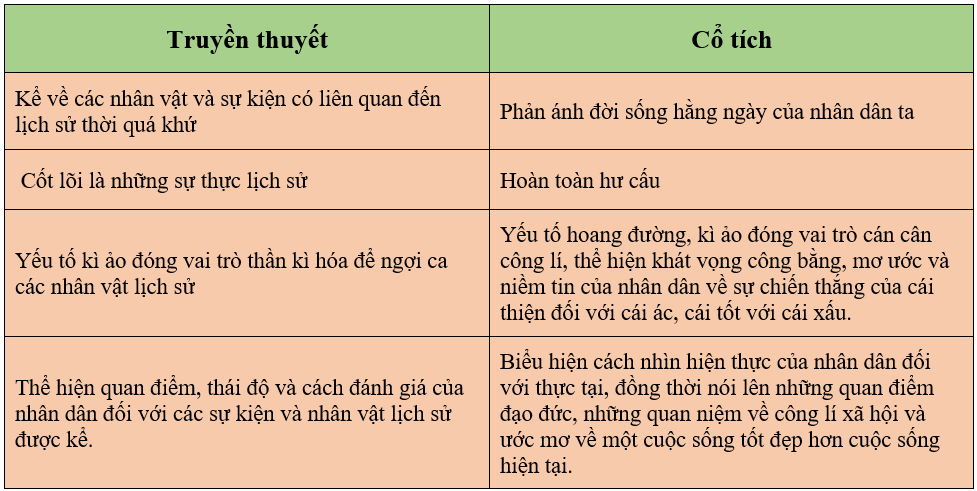 Truyền thuyết
Cổ tích
Kể về các nhân vật và sự kiện có liên quan đến
lịch sử thời quá khứ
Phản ánh đời sống hằng ngày của nhân dân ta
Cốt lõi là những sự thực lịch sử
Hoàn toàn hư cấu
Yếu tố kì ảo đóng vai trò thần kì hóa để ngợi ca
các nhân vật lịch sử
Yếu tố hoang đường, kì ảo đóng vai trò cán cân
công lí, thể hiện khát vọng công bằng, mơ ước và
niềm tin của nhân dân về sự chiến thắng của cái
thiện đối với cái ác, cái tốt với cái xấu.
Thể hiện quan điểm, thái độ và cách đánh giá của
nhân dân đối với các sự kiện và nhân vật lịch sử
được kể.
Biểu hiện cách nhìn hiện thực của nhân dân đối
với thực tại, đồng thời nói lên những quan điểm
đạo đức, những quan niệm về công lí xã hội và
ước mơ về một cuộc sống tốt đẹp hơn cuộc sống
hiện tại.